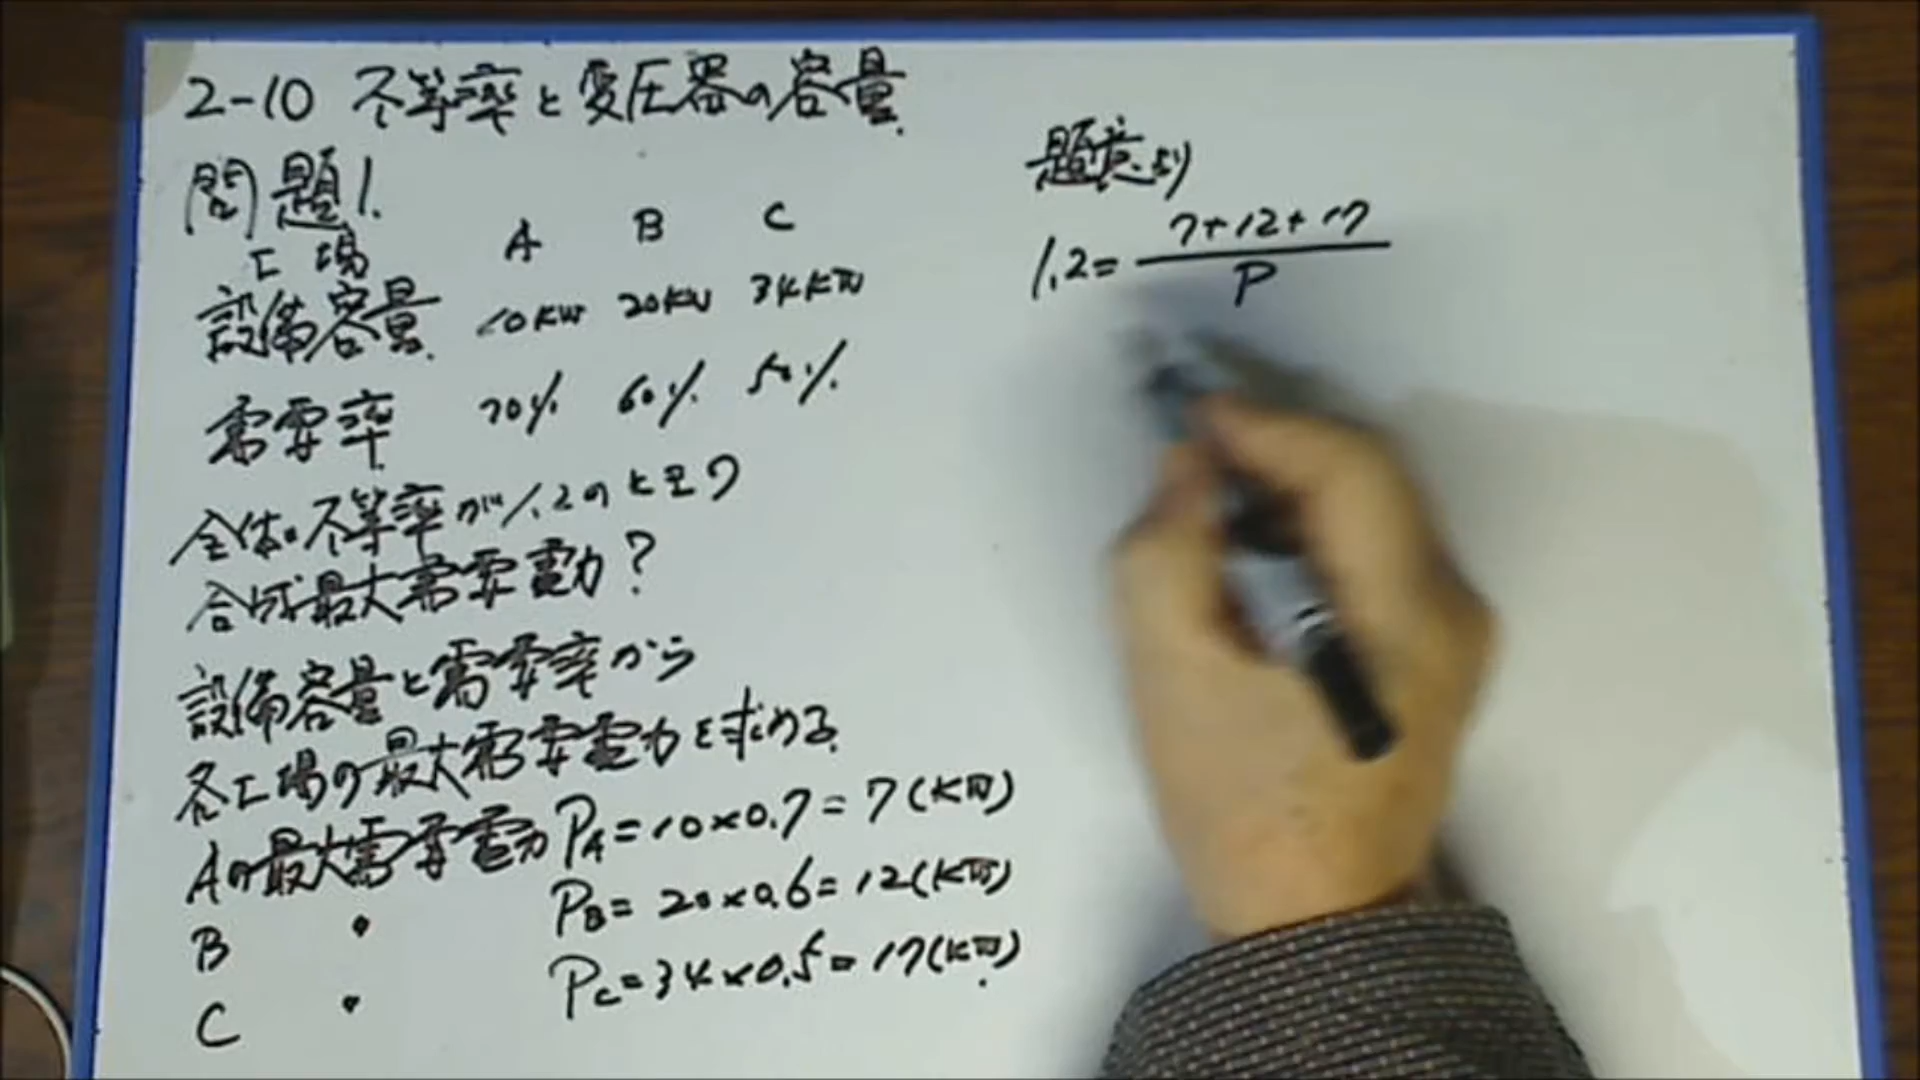 2-10 不等率と変圧器の容量
問題1.
工場 A B C
設備容量 10kW 20kW 34kW
需要率 70% 60% 50%
全体の不等率が1.2のときの
合成最大需要電力?
設備容量と需要率から
各工場の最大需要電力を求める.
Aの最大需要電力 PA=10×0.7=7(kW)
B 〃 PB=20×0.6=12(kW)
C 〃 PC=34×0.5=17(kW).
題意より
1.2=7+12+17/P